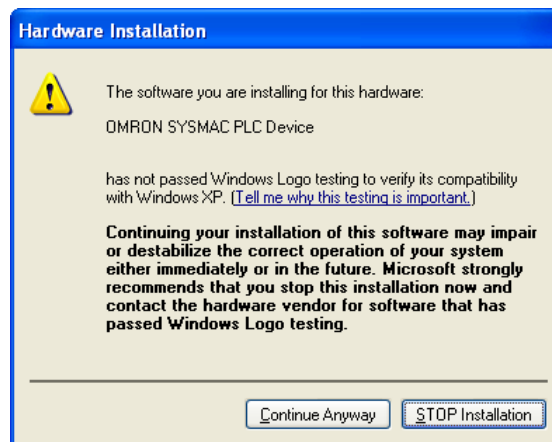 Hardware Installation
The software you are installing for this hardware:
OMRON SYSMAC PLC Device
has not passed Windows Logo testing to verify its compatibility
with Windows XP. (Tell me why this testing is important.)
Continuing your installation of this software may impair
or destabilize the correct operation of your system
either immediately or in the future. Microsoft strongly
recommends that you stop this installation now and
contact the hardware vendor for software that has
passed Windows Logo testing.
Continue Anyway
STOP Installation